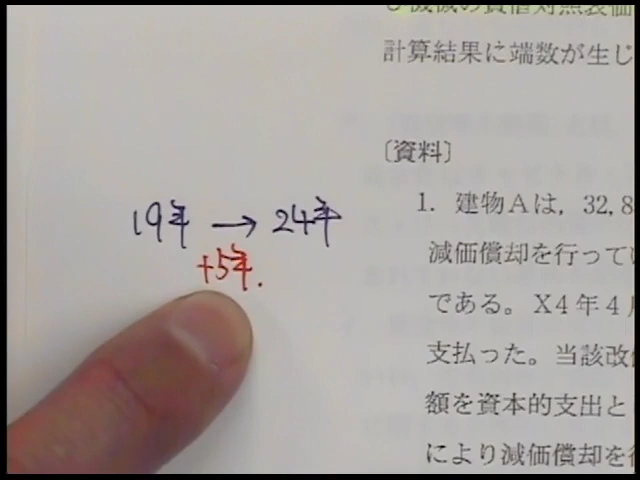 機械の貸借対照表価
計算結果に端数が生じ
〔資料〕
1. 建物Aは，32,8
減価償却を行って
である。X4年4月
支払った。当該改
額を資本的支出と
により減価償却を
19年 → 24年
+5年.